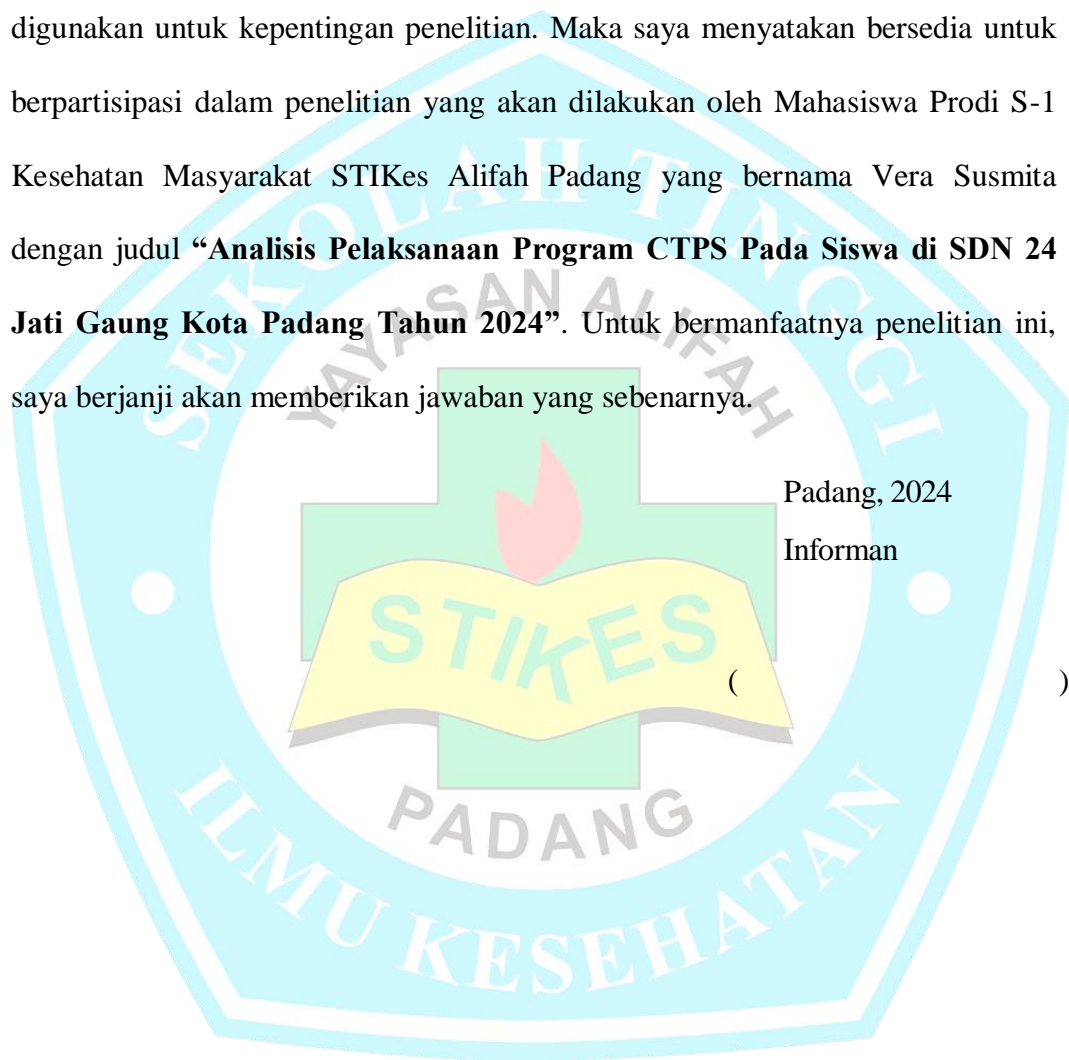 digunakan untuk kepentingan penelitian. Maka saya menyatakan bersedia untuk
berpartisipasi dalam penelitian yang akan dilakukan oleh Mahasiswa Prodi S-1
Kesehatan Masyarakat STIKes Alifah Padang yang bernama Vera Susmita
dengan judul “Analisis Pelaksanaan Program CTPS Pada Siswa di SDN 24
Jati Gaung Kota Padang Tahun 2024”. Untuk bermanfaatnya penelitian ini,
saya berjanji akan memberikan jawaban yang sebenarnya.
Padang, 2024
Informan
( )
SEKOLAH TINGGI
YAYASAN ALIFAH
STIKES
PADANG
ILMU KESEHATAN